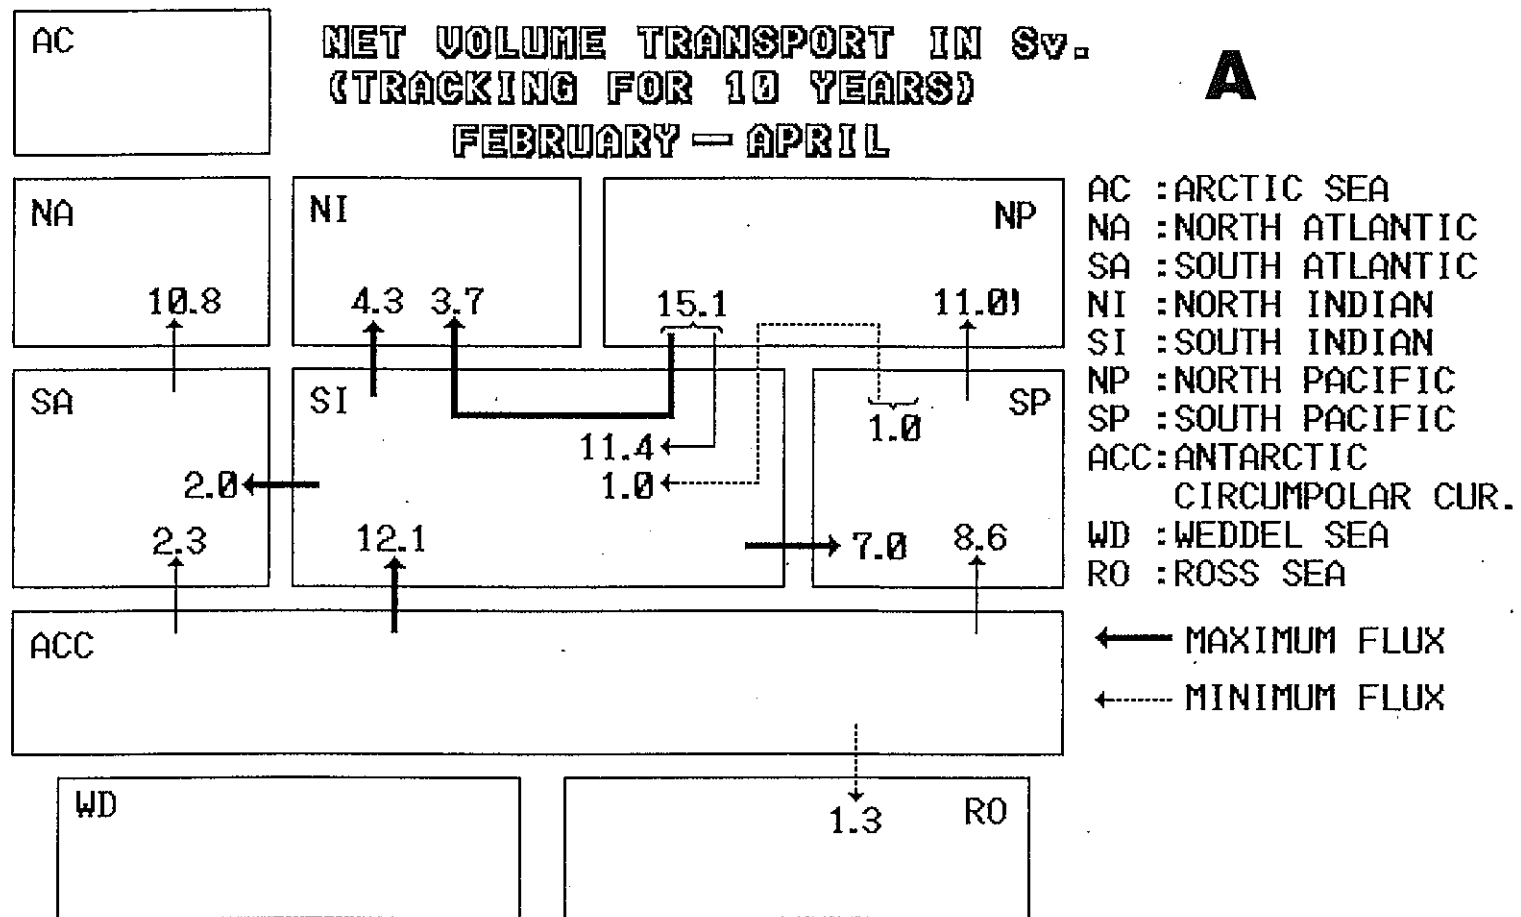 AC
NET VOLUME TRANSPORT IN Sv.
(TRACKING FOR 10 YEARS)
FEBRUARY — APRIL
A
NA
NI
NP
10.8
4.3
3.7
15.1
11.0)
SA
SI
SP
1.0
11.4
1.0
2.0
2.3
12.1
7.0
8.6
ACC
WD
RO
1.3
AC :ARCTIC SEA
NA :NORTH ATLANTIC
SA :SOUTH ATLANTIC
NI :NORTH INDIAN
SI :SOUTH INDIAN
NP :NORTH PACIFIC
SP :SOUTH PACIFIC
ACC:ANTARCTIC
CIRCUMPOLAR CUR.
WD :WEDDEL SEA
RO :ROSS SEA
MAXIMUM FLUX
MINIMUM FLUX